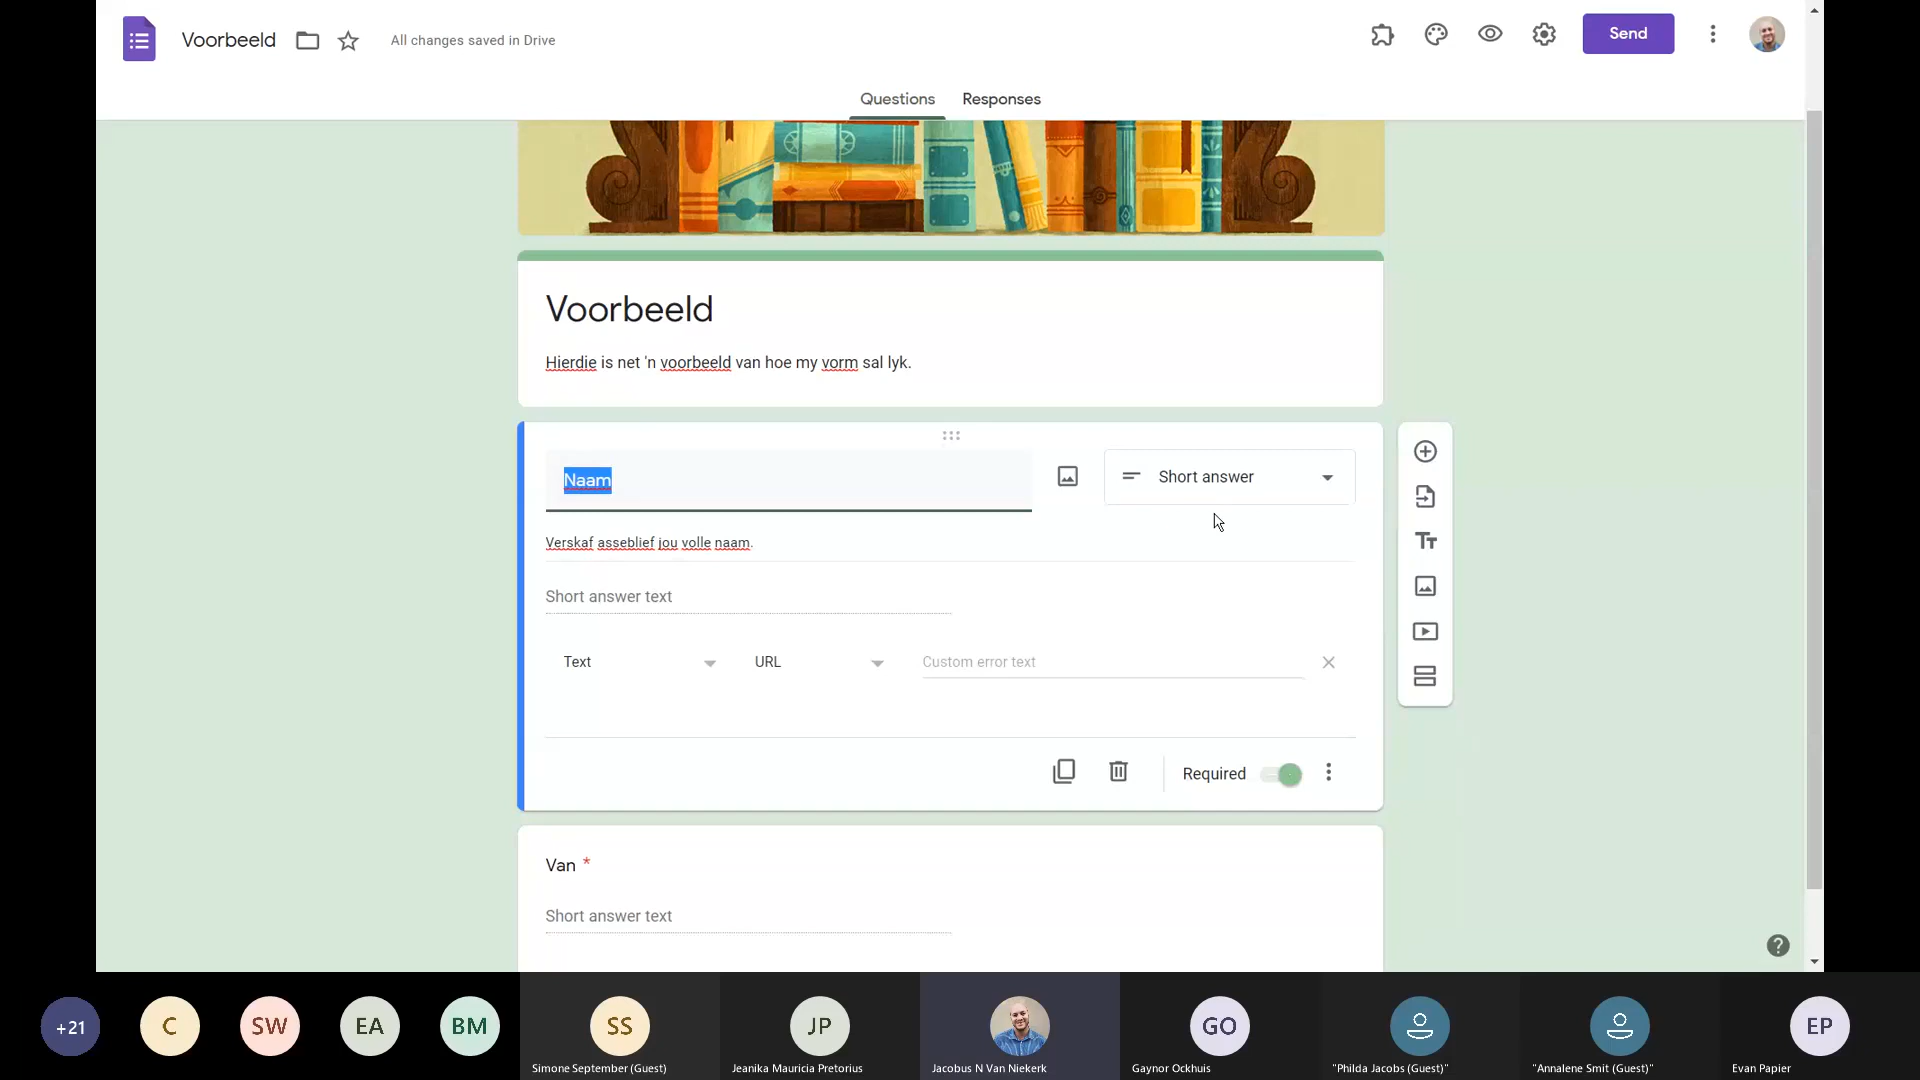 Voorbeeld
All changes saved in Drive
Send
Questions
Responses
Voorbeeld
Hierdie is net 'n voorbeeld van hoe my vorm sal lyk.
Naam
Short answer
Verskaf asseblief jou volle naam.
Short answer text
Text
URL
Custom error text
Required
Van *
Short answer text
+21
C
SW
EA
BM
SS
JP
GO
EP
Simone September (Guest)
Jeanika Mauricia Pretorius
Jacobus N Van Niekerk
Gaynor Ockhuis
"Philda Jacobs (Guest)"
"Annalene Smit (Guest)"
Evan Papier